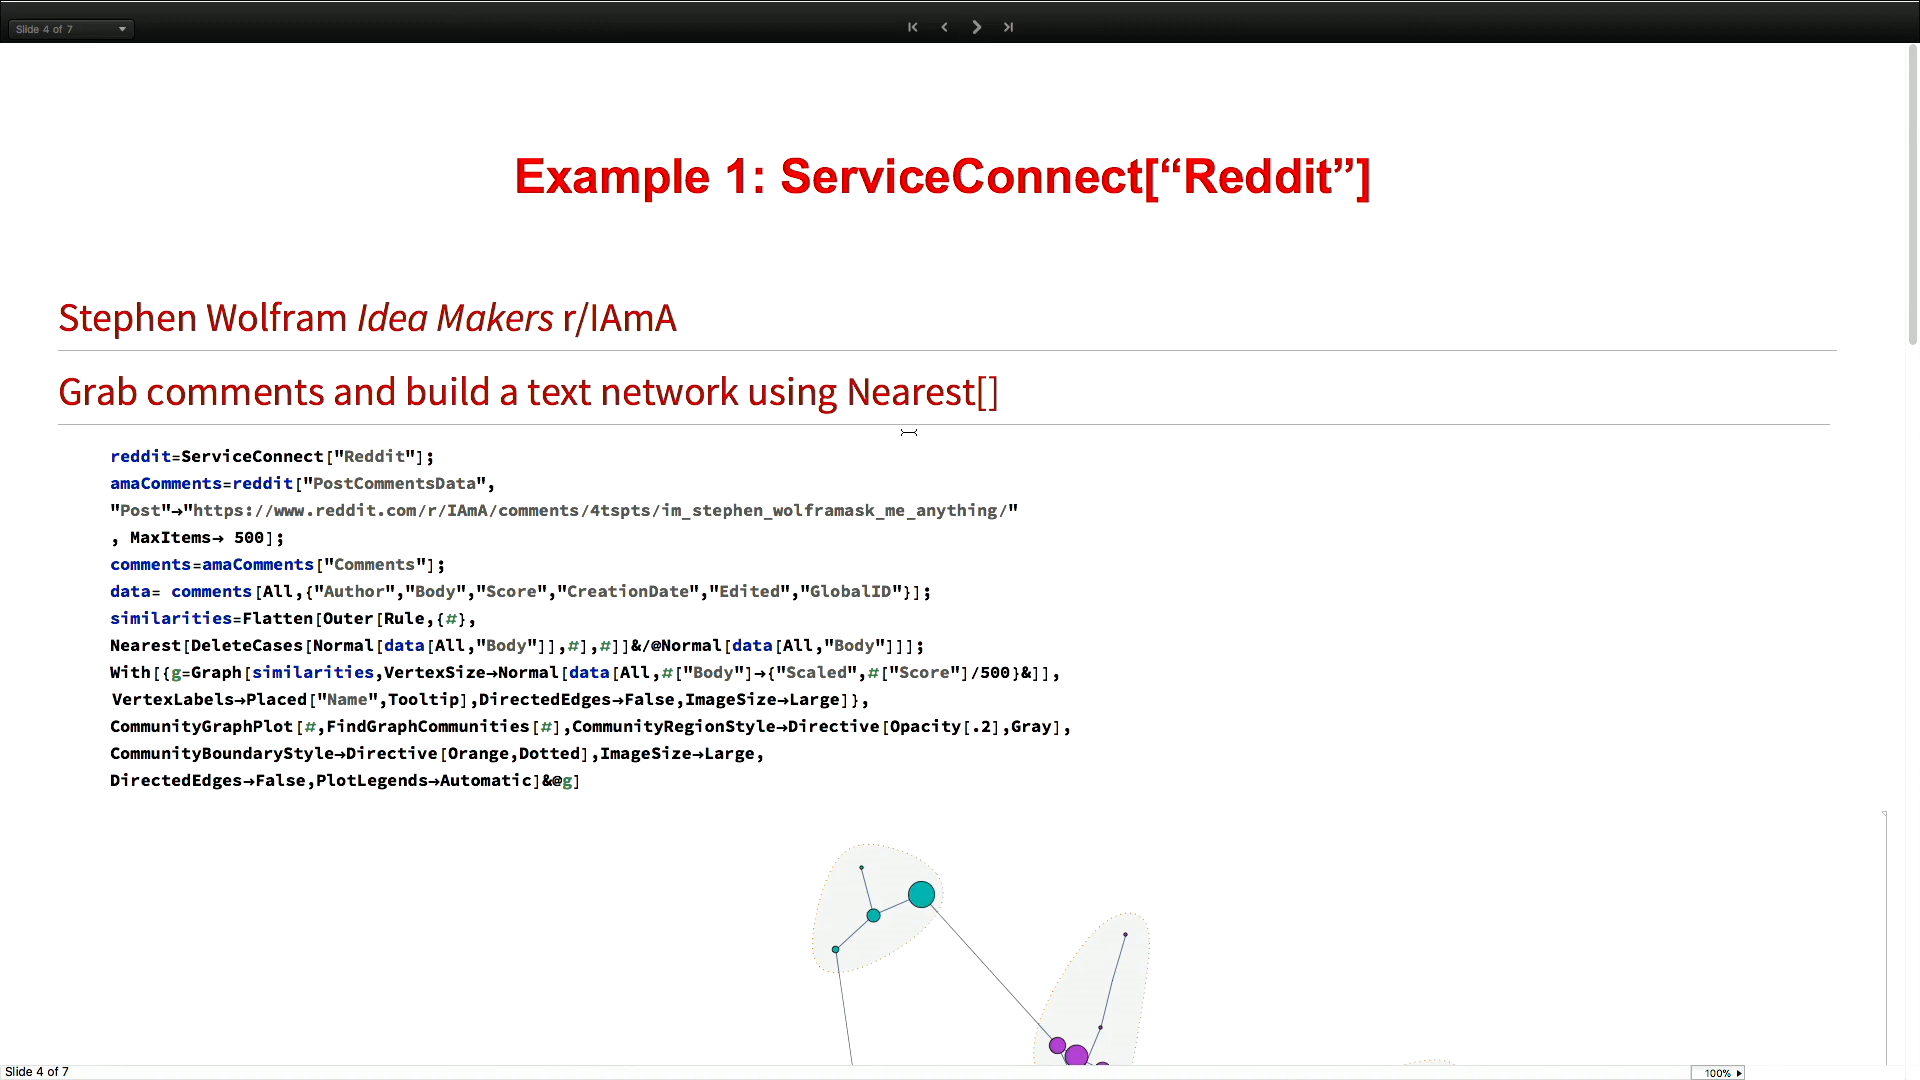 Slide 4 of 7
Example 1: ServiceConnect[“Reddit”]
Stephen Wolfram Idea Makers r/IAmA
Grab comments and build a text network using Nearest[]
reddit=ServiceConnect["Reddit"];
amaComments=reddit["PostCommentsData",
"Post"→"https://www.reddit.com/r/IAmA/comments/4tspts/im_stephen_wolframask_me_anything/"
, MaxItems→ 500];
comments=amaComments["Comments"];
data= comments[All,{"Author","Body","Score","CreationDate","Edited","GlobalID"}];
similarities=Flatten[Outer[Rule,{#},
Nearest[DeleteCases[Normal[data[All,"Body"]],#],#]]&/@Normal[data[All,"Body"]]];
With[{g=Graph[similarities,VertexSize→Normal[data[All,#["Body"]→{"Scaled",#["Score"]/500}&]],
VertexLabels→Placed["Name",Tooltip],DirectedEdges→False,ImageSize→Large]},
CommunityGraphPlot[#,FindGraphCommunities[#],CommunityRegionStyle→Directive[Opacity[.2],Gray],
CommunityBoundaryStyle→Directive[Orange,Dotted],ImageSize→Large,
DirectedEdges→False,PlotLegends→Automatic]&@g]
Slide 4 of 7
100%